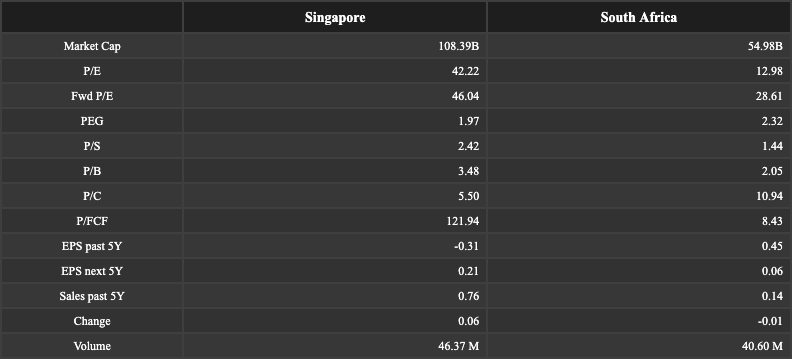 Singapore South Africa
Market Cap 108.39B 54.98B
P/E 42.22 12.98
Fwd P/E 46.04 28.61
PEG 1.97 2.32
P/S 2.42 1.44
P/B 3.48 2.05
P/C 5.50 10.94
P/FCF 121.94 8.43
EPS past 5Y -0.31 0.45
EPS next 5Y 0.21 0.06
Sales past 5Y 0.76 0.14
Change 0.06 -0.01
Volume 46.37 M 40.60 M